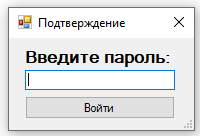 Подтверждение
Введите пароль:
Войти